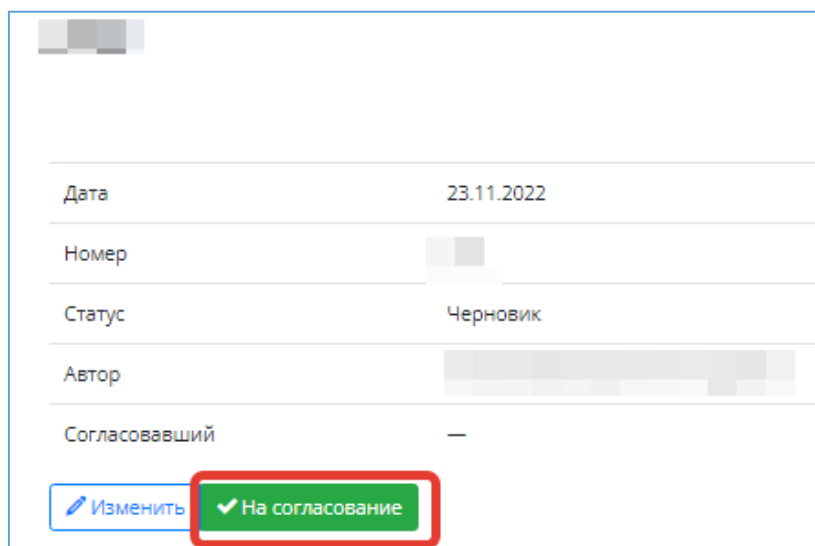 Дата 23.11.2022
Номер
Статус Черновик
Автор
Согласовавший —
Изменить На согласование